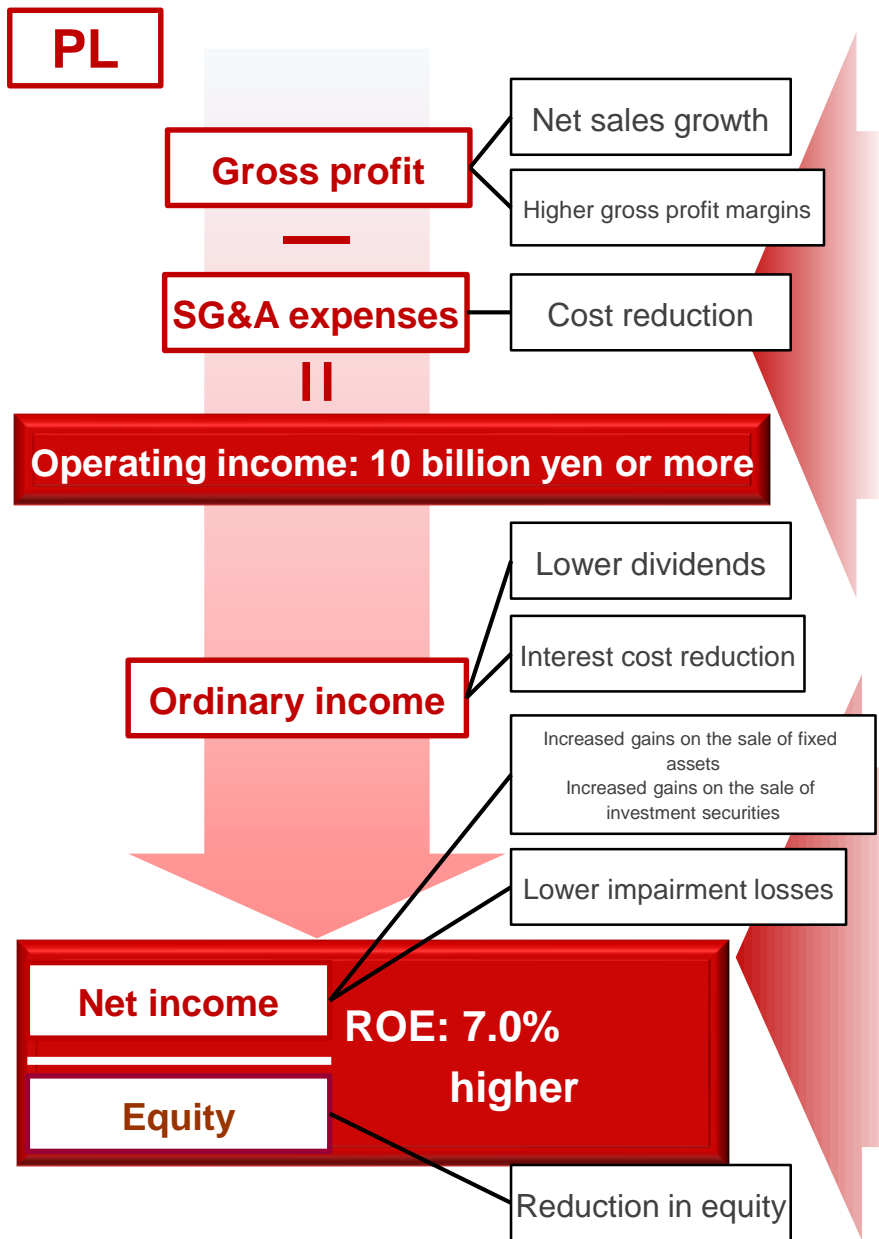 PL
Net sales growth
Gross profit
Higher gross profit margins
SG&A expenses
Cost reduction
Operating income: 10 billion yen or more
Lower dividends
Interest cost reduction
Ordinary income
Increased gains on the sale of fixed
assets
Increased gains on the sale of
investment securities
Lower impairment losses
Net income
ROE: 7.0%
higher
Equity
Reduction in equity